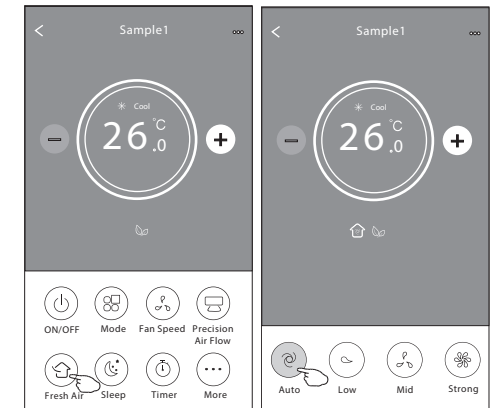 Sample1
Cool
26.0 °C
ON/OFF Mode Fan Speed Precision
Air Flow
Fresh Air Sleep Timer More
Sample1
Cool
26.0 °C
Auto Low Mid Strong